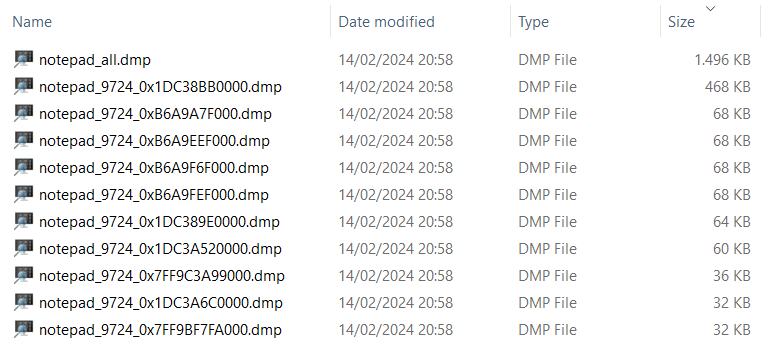 Name Date modified Type Size
notepad_all.dmp 14/02/2024 20:58 DMP File 1.496 KB
notepad_9724_0x1DC38BB0000.dmp 14/02/2024 20:58 DMP File 468 KB
notepad_9724_0xB6A9A7F000.dmp 14/02/2024 20:58 DMP File 68 KB
notepad_9724_0xB6A9EEF000.dmp 14/02/2024 20:58 DMP File 68 KB
notepad_9724_0xB6A9F6F000.dmp 14/02/2024 20:58 DMP File 68 KB
notepad_9724_0xB6A9FEF000.dmp 14/02/2024 20:58 DMP File 68 KB
notepad_9724_0x1DC389E0000.dmp 14/02/2024 20:58 DMP File 64 KB
notepad_9724_0x1DC3A520000.dmp 14/02/2024 20:58 DMP File 60 KB
notepad_9724_0x7FF9C3A99000.dmp 14/02/2024 20:58 DMP File 36 KB
notepad_9724_0x1DC3A6C0000.dmp 14/02/2024 20:58 DMP File 32 KB
notepad_9724_0x7FF9BF7FA000.dmp 14/02/2024 20:58 DMP File 32 KB